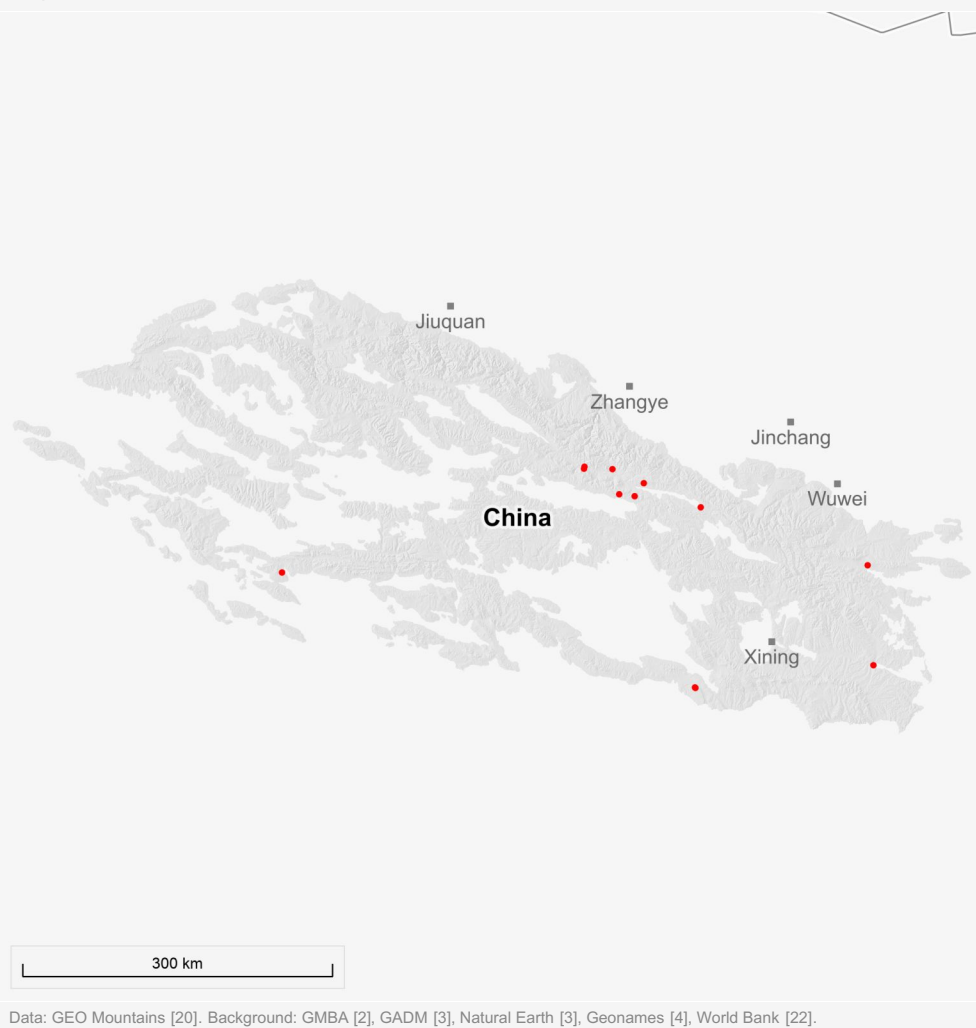 Jiuquan
Zhangye
Jinchang
Wuwei
China
Xining
300 km
Data: GEO Mountains [20]. Background: GMBA [2], GADM [3], Natural Earth [3], Geonames [4], World Bank [22].